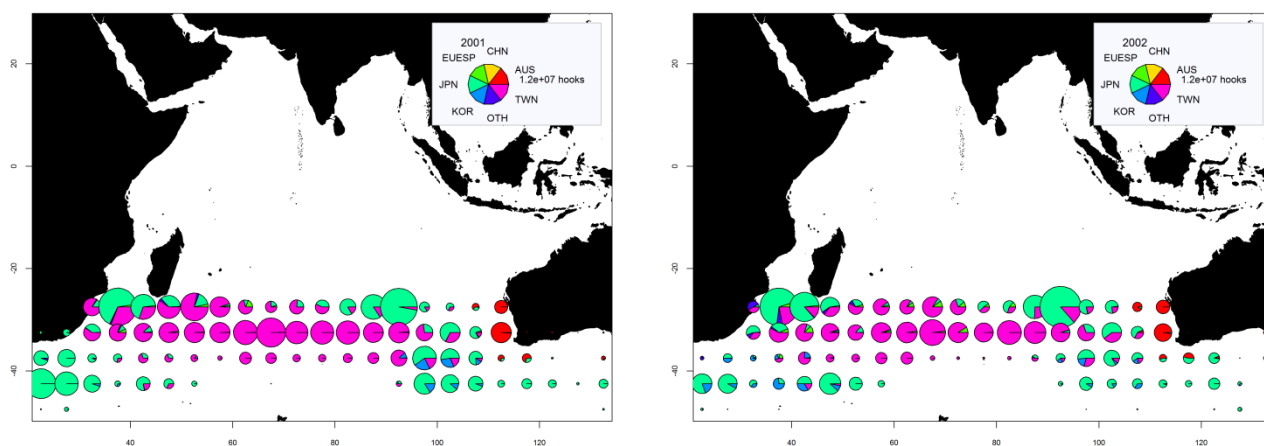 2001
CHN
EUESP
AUS
JPN
1.2e+07 hooks
TWN
KOR
OTH
20
0
-20
-40
40
60
80
100
120
2002
CHN
EUESP
AUS
JPN
1.2e+07 hooks
TWN
KOR
OTH
20
0
-20
-40
40
60
80
100
120